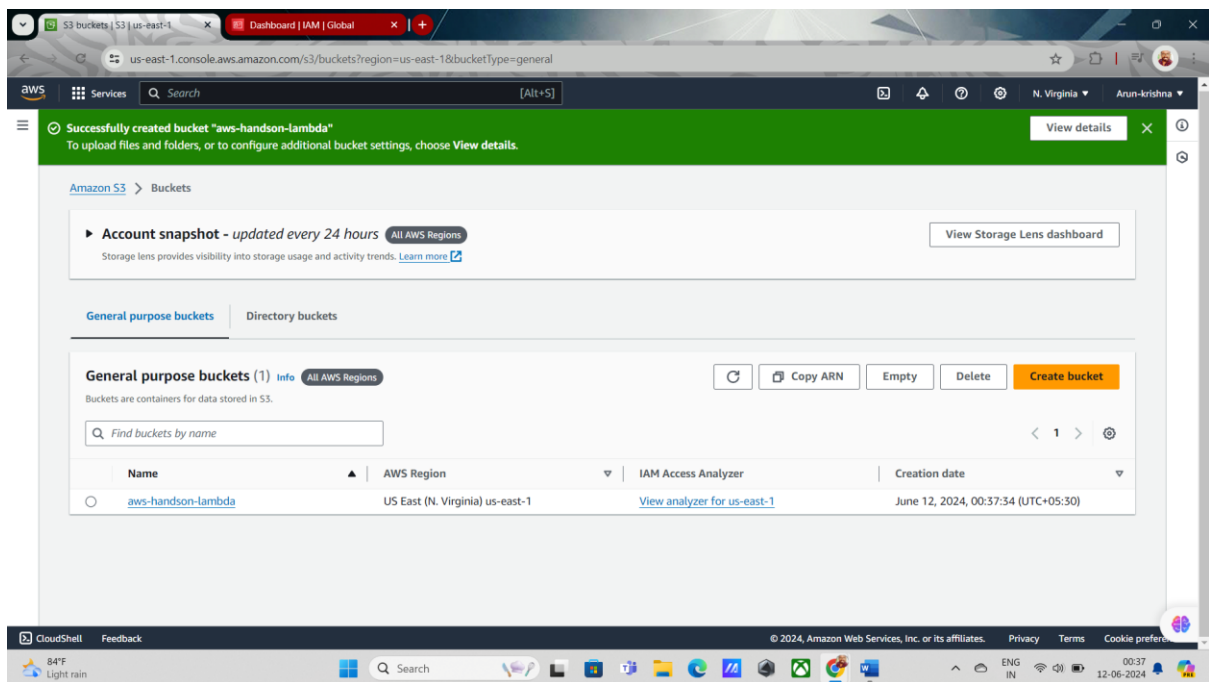 S3 buckets | S3 | us-east-1
Dashboard | IAM | Global
us-east-1.console.aws.amazon.com/s3/buckets?region=us-east-1&bucketType=general
aws Services Search [Alt+S] N. Virginia Arun-krishna
Successfully created bucket "aws-handson-lambda"
To upload files and folders, or to configure additional bucket settings, choose View details.
View details
Amazon S3 > Buckets
Account snapshot - updated every 24 hours All AWS Regions
Storage lens provides visibility into storage usage and activity trends. Learn more
View Storage Lens dashboard
General purpose buckets Directory buckets
General purpose buckets (1) Info All AWS Regions
Buckets are containers for data stored in S3.
Copy ARN Empty Delete Create bucket
Find buckets by name
1
Name AWS Region IAM Access Analyzer Creation date
aws-handson-lambda US East (N. Virginia) us-east-1 View analyzer for us-east-1 June 12, 2024, 00:37:34 (UTC+05:30)
CloudShell Feedback © 2024, Amazon Web Services, Inc. or its affiliates. Privacy Terms Cookie prefere
84°F
Light rain
Search
ENG
IN
00:37
12-06-2024